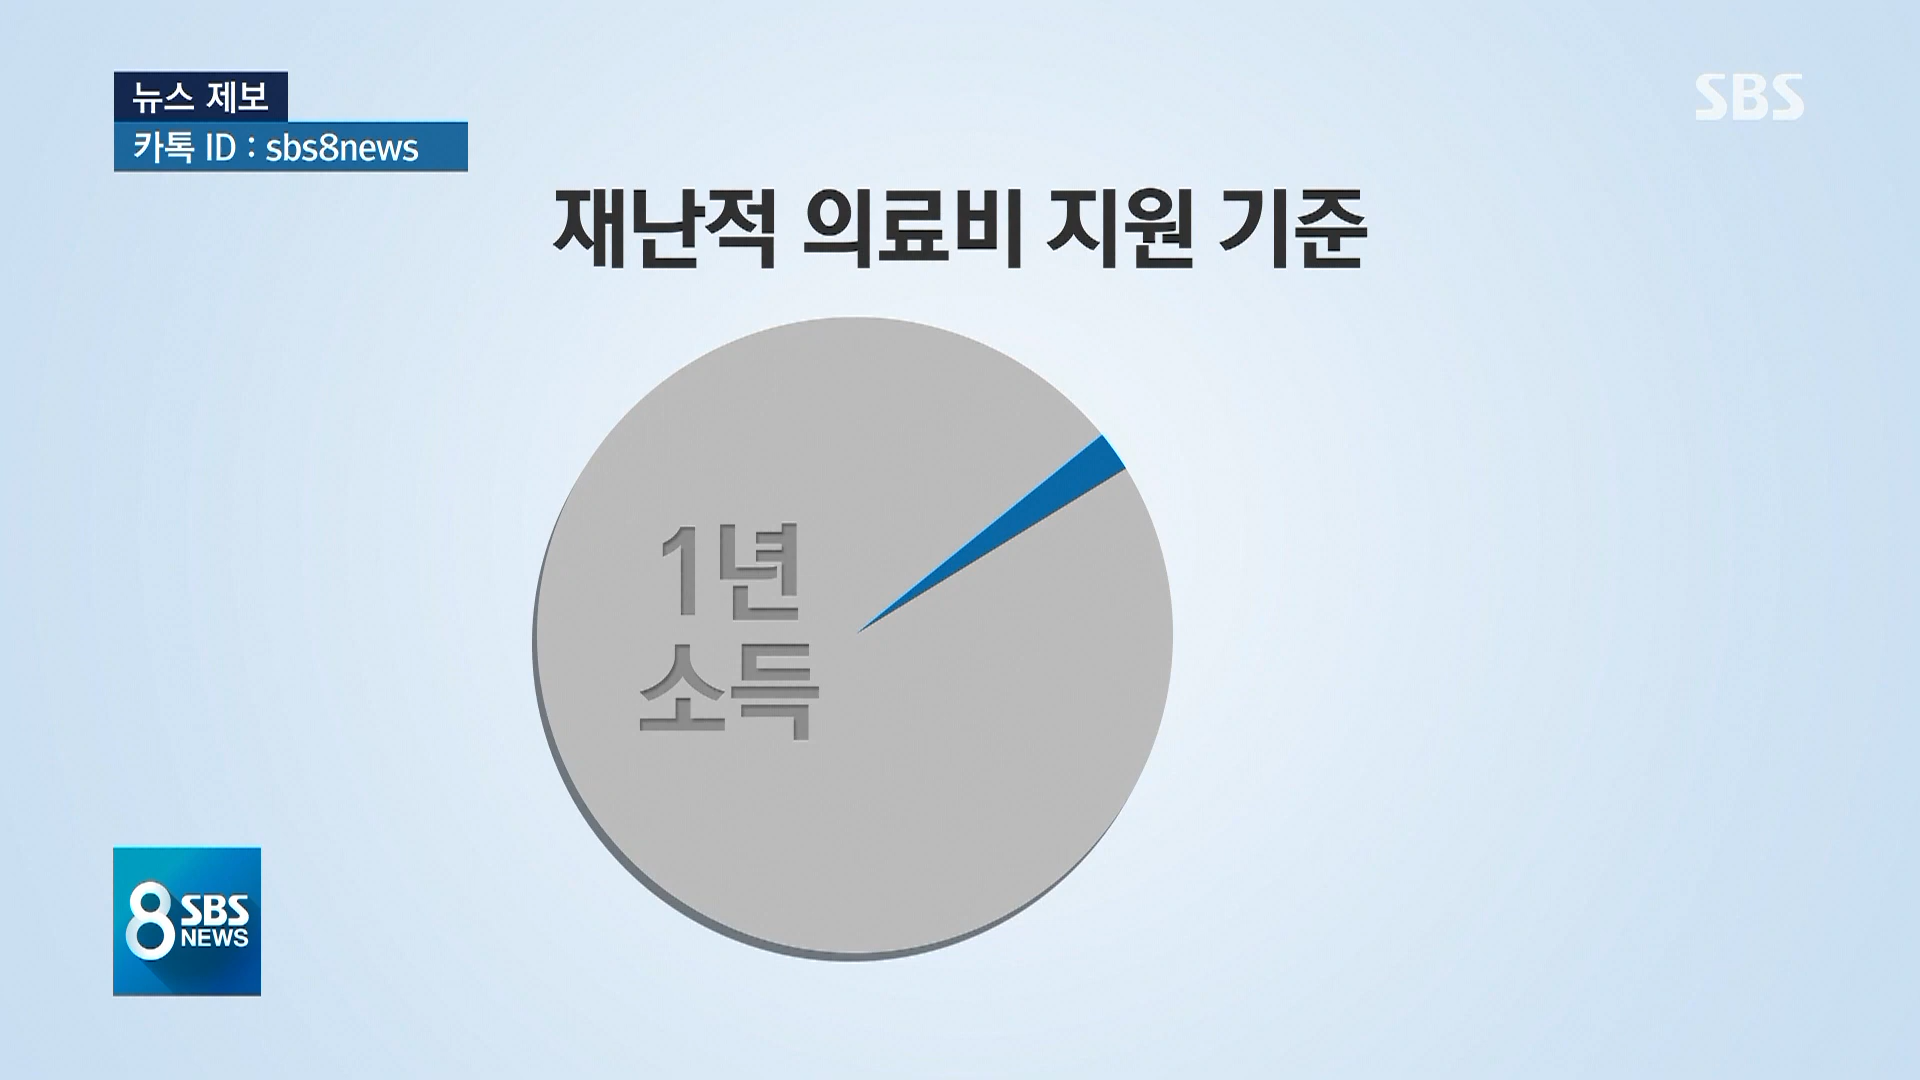 뉴스 제보
카톡 ID : sbs8news
SBS
재난적 의료비 지원 기준
1년
소득
8 SBS
NEWS